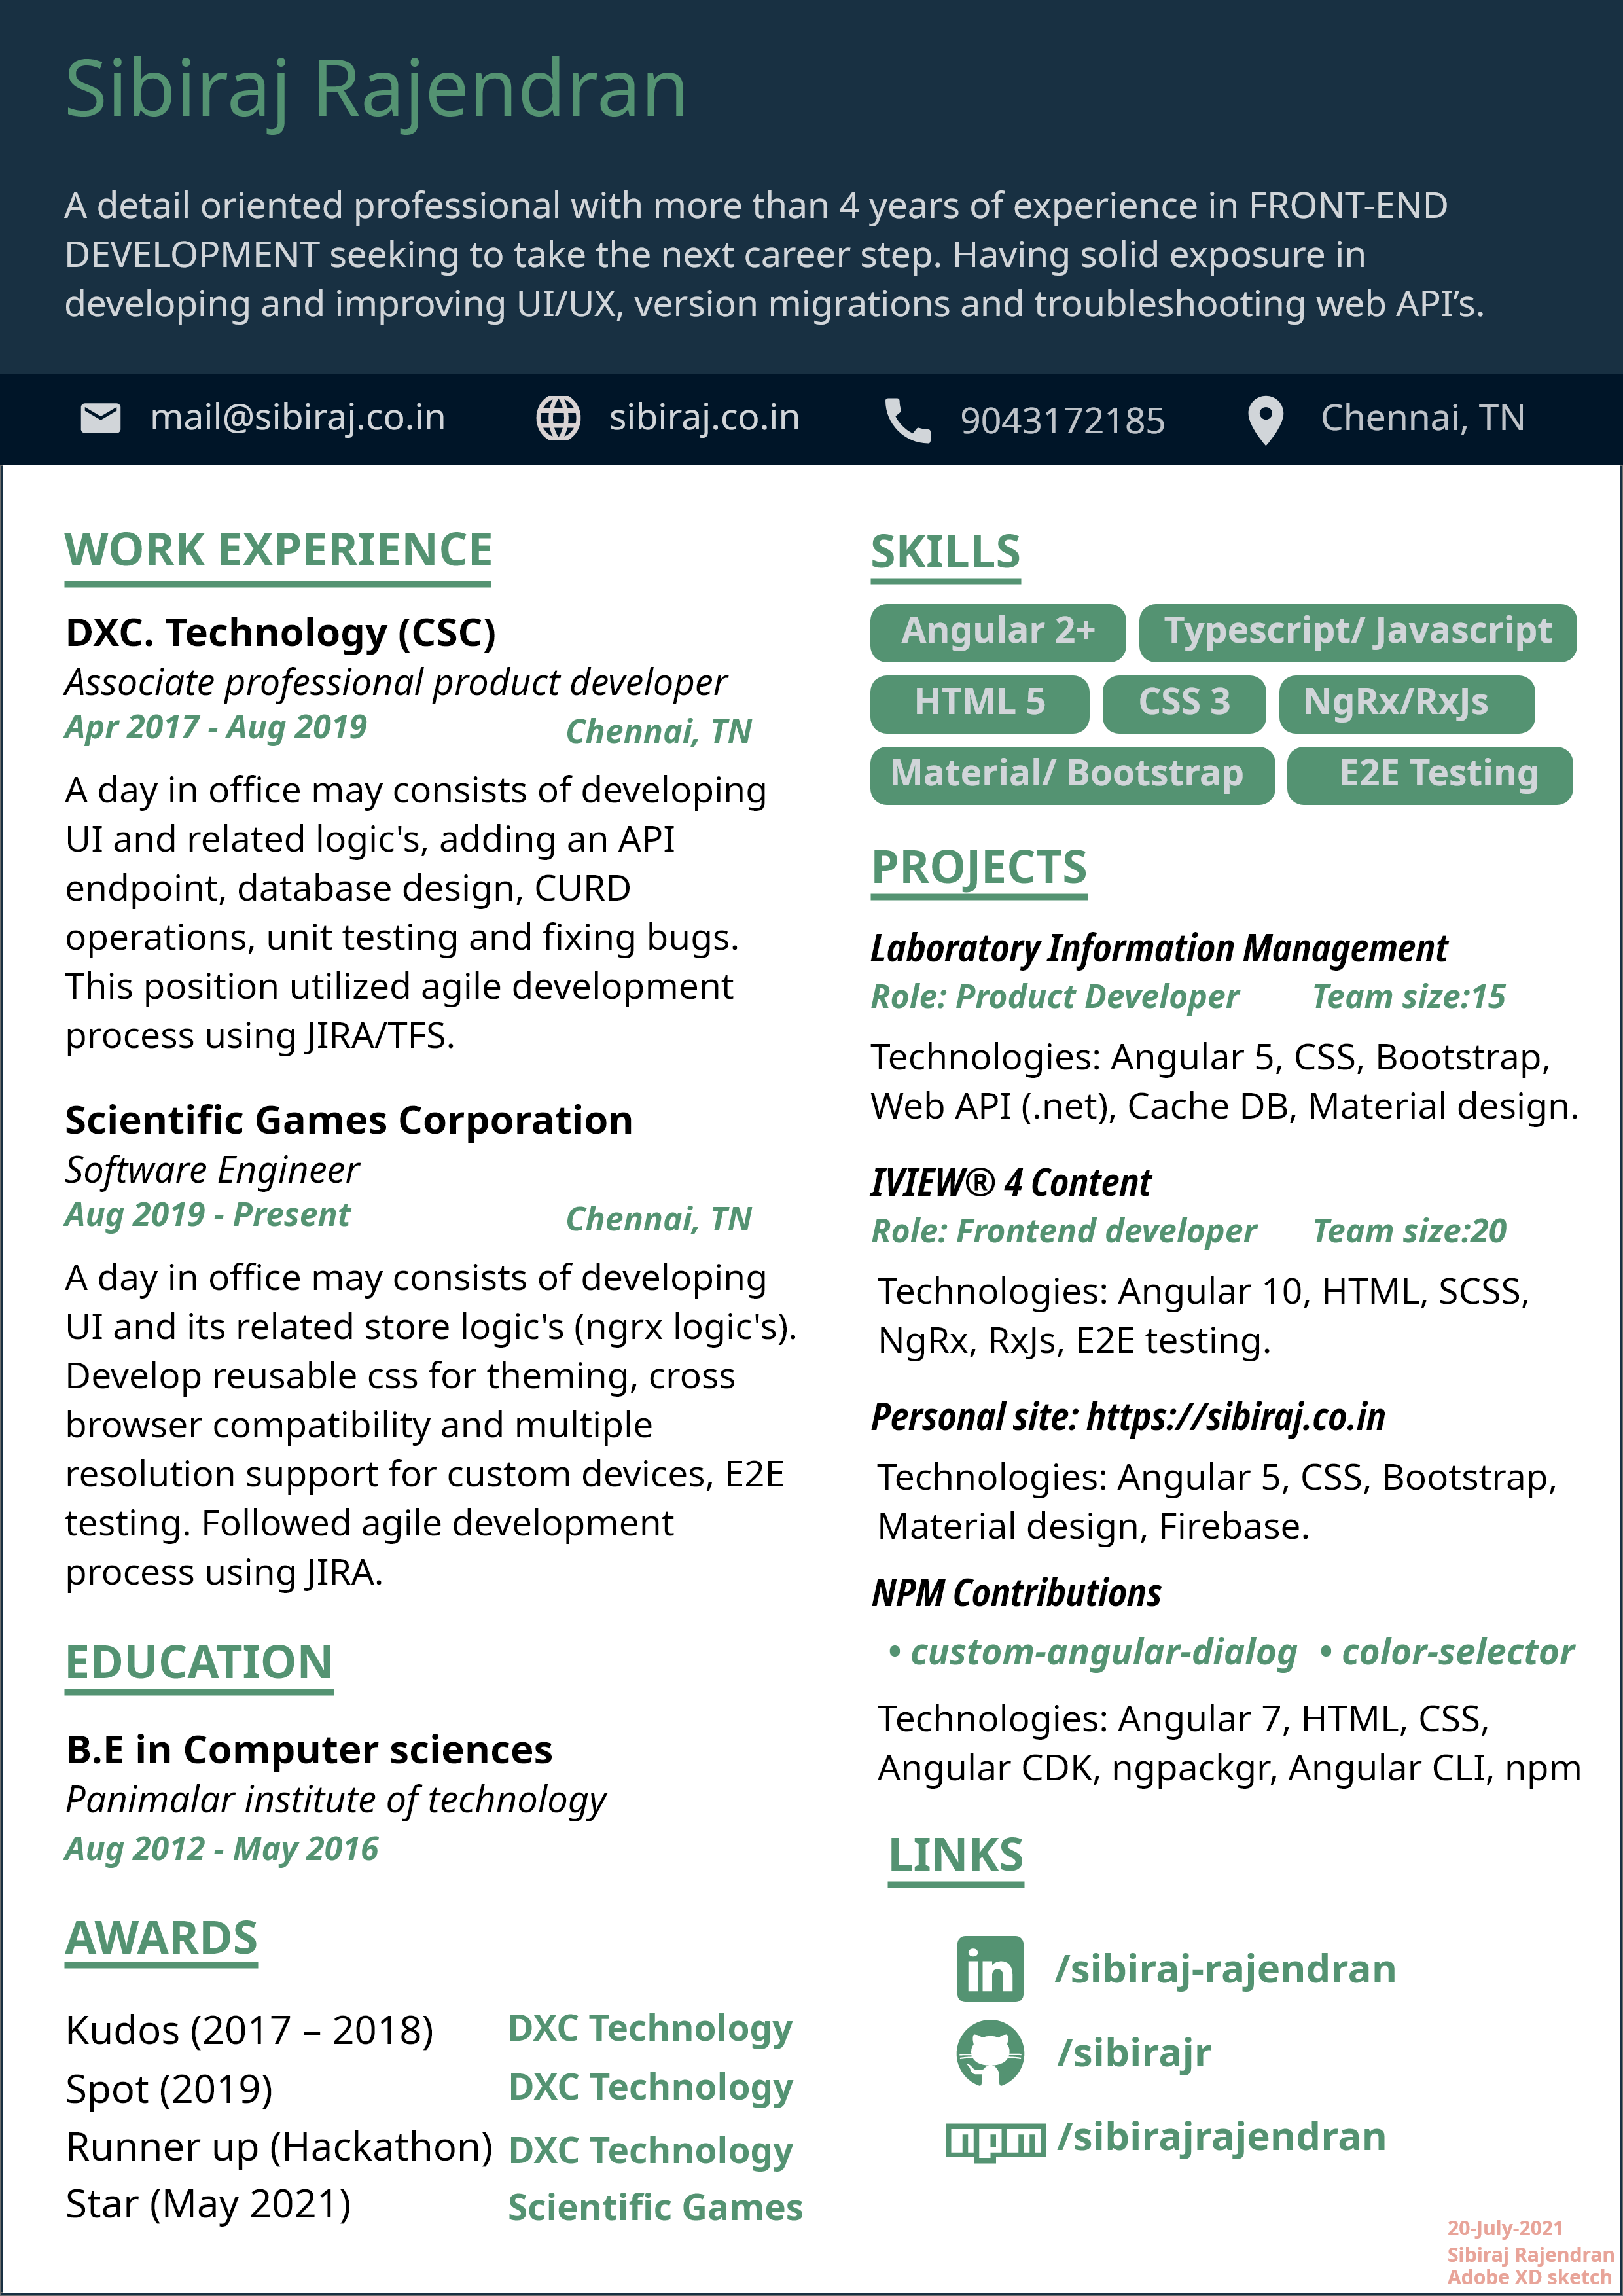 Sibiraj Rajendran
A detail oriented professional with more than 4 years of experience in FRONT-END
DEVELOPMENT seeking to take the next career step. Having solid exposure in
developing and improving UI/UX, version migrations and troubleshooting web API’s.
mail@sibiraj.co.in sibiraj.co.in 9043172185 Chennai, TN
WORK EXPERIENCE
DXC. Technology (CSC)
Associate professional product developer
Apr 2017 - Aug 2019 Chennai, TN
A day in office may consists of developing
UI and related logic's, adding an API
endpoint, database design, CURD
operations, unit testing and fixing bugs.
This position utilized agile development
process using JIRA/TFS.
Scientific Games Corporation
Software Engineer
Aug 2019 - Present Chennai, TN
A day in office may consists of developing
UI and its related store logic's (ngrx logic's).
Develop reusable css for theming, cross
browser compatibility and multiple
resolution support for custom devices, E2E
testing. Followed agile development
process using JIRA.
EDUCATION
B.E in Computer sciences
Panimalar institute of technology
Aug 2012 - May 2016
AWARDS
Kudos (2017 – 2018) DXC Technology
Spot (2019) DXC Technology
Runner up (Hackathon) DXC Technology
Star (May 2021) Scientific Games
SKILLS
Angular 2+ Typescript/ Javascript
HTML 5 CSS 3 NgRx/RxJs
Material/ Bootstrap E2E Testing
PROJECTS
Laboratory Information Management
Role: Product Developer Team size:15
Technologies: Angular 5, CSS, Bootstrap,
Web API (.net), Cache DB, Material design.
IVIEW® 4 Content
Role: Frontend developer Team size:20
Technologies: Angular 10, HTML, SCSS,
NgRx, RxJs, E2E testing.
Personal site: https://sibiraj.co.in
Technologies: Angular 5, CSS, Bootstrap,
Material design, Firebase.
NPM Contributions
• custom-angular-dialog • color-selector
Technologies: Angular 7, HTML, CSS,
Angular CDK, ngpackgr, Angular CLI, npm
LINKS
in /sibiraj-rajendran
/sibirajr
npm /sibirajrajendran
20-July-2021
Sibiraj Rajendran
Adobe XD sketch